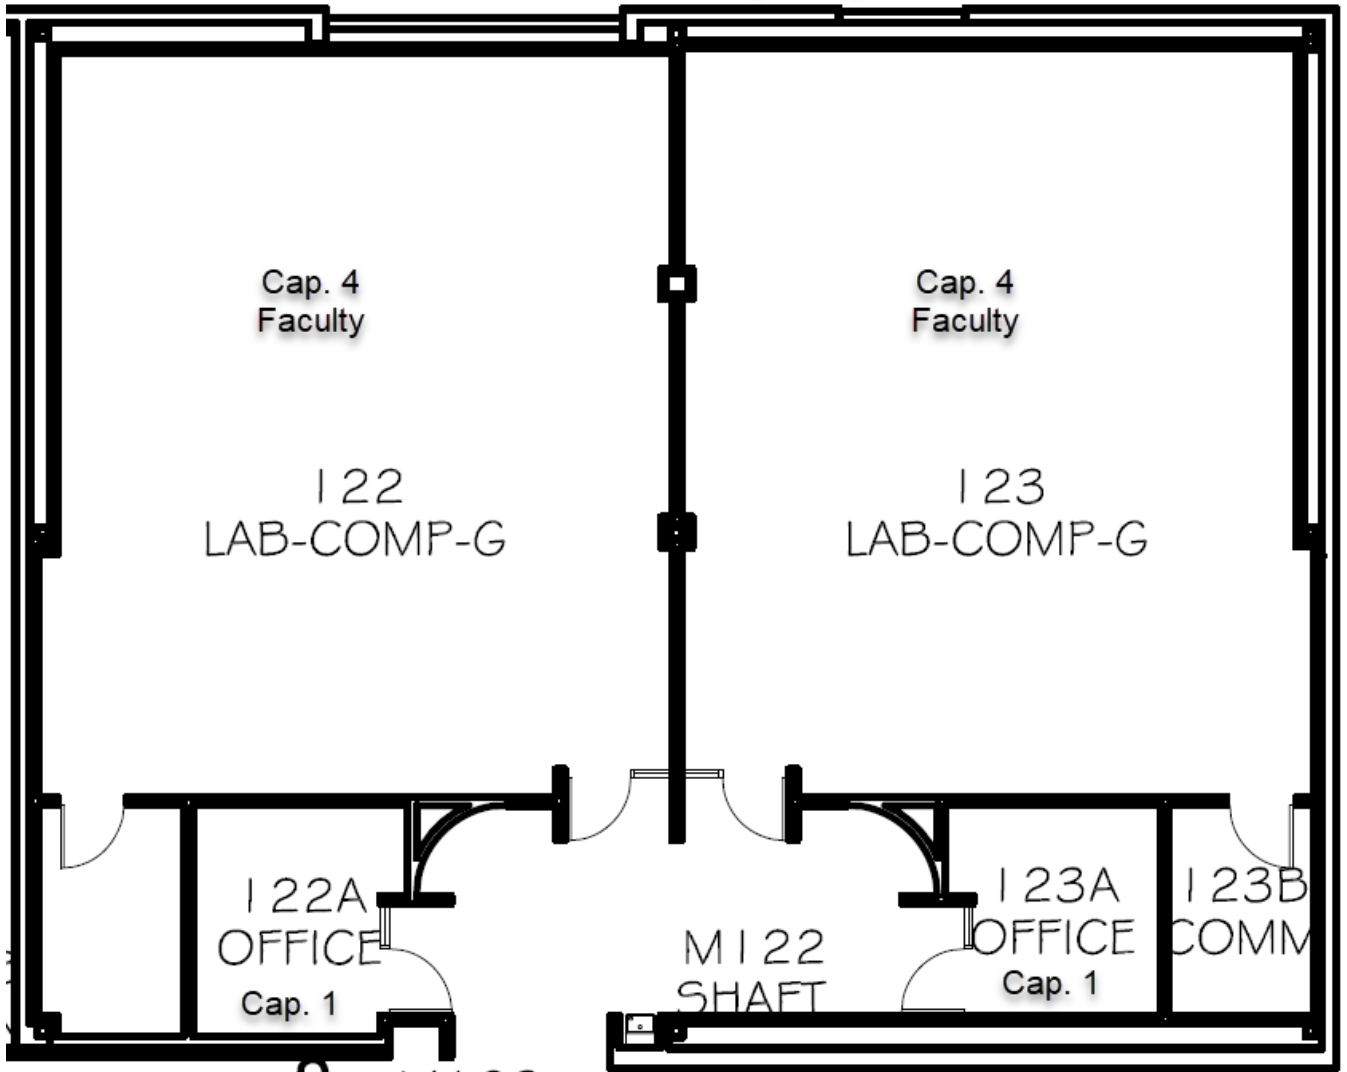 Cap. 4
Faculty
Cap. 4
Faculty
122
LAB-COMP-G
123
LAB-COMP-G
122A
OFFICE
Cap. 1
M122
SHAFT
123A
OFFICE
Cap. 1
123B
COMM